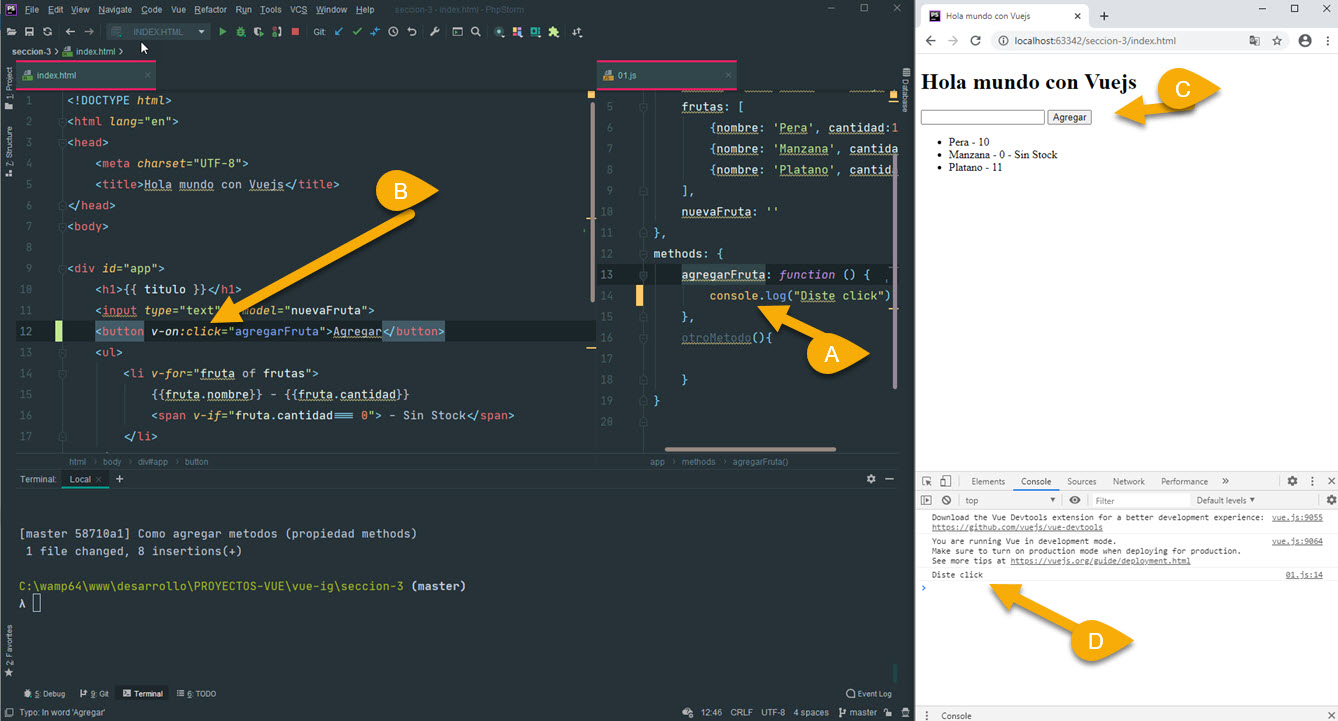 PS File Edit View Navigate Code Vue Refactor Run Tools VCS Window Help seccion-3 - index.html - PhpStorm
INDEX.HTML Git:
seccion-3 index.html
index.html
1 <!DOCTYPE html>
2 <html lang="en">
3 <head>
4 <meta charset="UTF-8">
5 <title>Hola mundo con Vuejs</title>
6 </head>
7 <body>
8
9 <div id="app">
10 <h1>{{ titulo }}</h1>
11 <input type="text" model="nuevaFruta">
12 <button v-on:click="agregarFruta">Agregar</button>
13 <ul>
14 <li v-for="fruta of frutas">
15 {{fruta.nombre}} - {{fruta.cantidad}}
16 <span v-if="fruta.cantidad=== 0"> - Sin Stock</span>
17 </li>
html body div#app button
01.js
5 frutas: [
6 {nombre: 'Pera', cantidad:1
7 {nombre: 'Manzana', cantida
8 {nombre: 'Platano', cantida
9 ],
10 nuevaFruta: ''
11 },
12 methods: {
13 agregarFruta: function () {
14 console.log("Diste click")
15 },
16 otroMetodo(){
17
18 }
19 }
20
app methods agregarFruta()
1: Project
7: Structure
2: Favorites
Database
B
A
Terminal: Local +
[master 58710a1] Como agregar metodos (propiedad methods)
1 file changed, 8 insertions(+)
C:\wamp64\www\desarrollo\PROYECTOS-VUE\vue-ig\seccion-3 (master)
λ
5: Debug 9: Git Terminal 6: TODO Event Log
Typo: In word 'Agregar' 12:46 CRLF UTF-8 4 spaces master
PS Hola mundo con Vuejs
localhost:63342/seccion-3/index.html
Hola mundo con Vuejs
C
Agregar
• Pera - 10
• Manzana - 0 - Sin Stock
• Platano - 11
Elements Console Sources Network Performance »
top Filter Default levels ▼
Download the Vue Devtools extension for a better development experience: vue.js:9055
https://github.com/vuejs/vue-devtools
You are running Vue in development mode. vue.js:9064
Make sure to turn on production mode when deploying for production.
See more tips at https://vuejs.org/guide/deployment.html
Diste click 01.js:14
D
Console